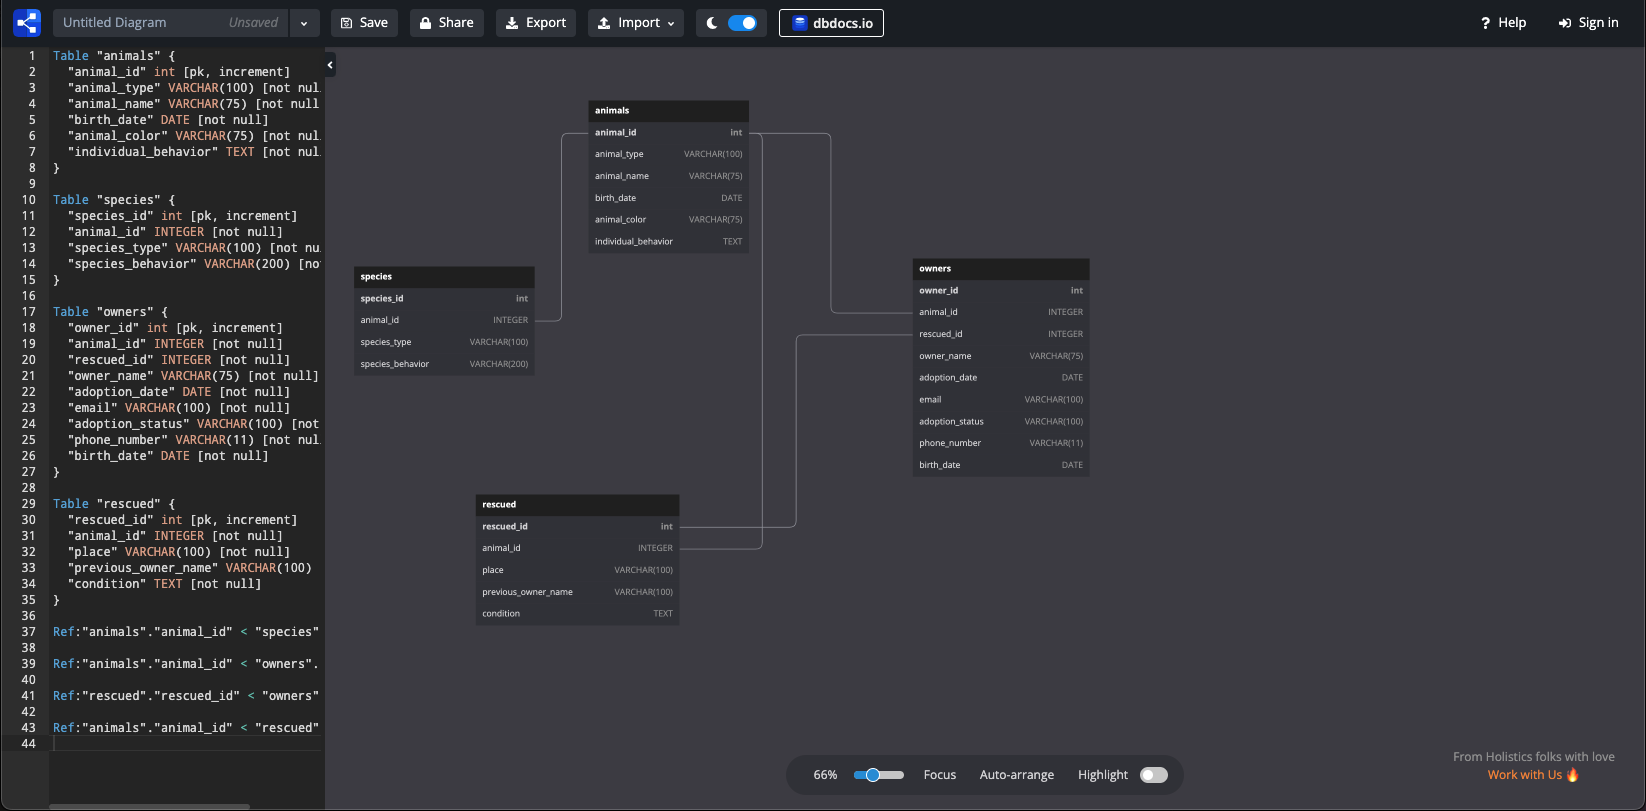 Untitled Diagram Unsaved Save Share Export Import dbdocs.io ? Help Sign in
1 Table "animals" {
2 "animal_id" int [pk, increment]
3 "animal_type" VARCHAR(100) [not nul
4 "animal_name" VARCHAR(75) [not null
5 "birth_date" DATE [not null]
6 "animal_color" VARCHAR(75) [not nul
7 "individual_behavior" TEXT [not nul
8 }
9
10 Table "species" {
11 "species_id" int [pk, increment]
12 "animal_id" INTEGER [not null]
13 "species_type" VARCHAR(100) [not nu
14 "species_behavior" VARCHAR(200) [no
15 }
16
17 Table "owners" {
18 "owner_id" int [pk, increment]
19 "animal_id" INTEGER [not null]
20 "rescued_id" INTEGER [not null]
21 "owner_name" VARCHAR(75) [not null]
22 "adoption_date" DATE [not null]
23 "email" VARCHAR(100) [not null]
24 "adoption_status" VARCHAR(100) [not
25 "phone_number" VARCHAR(11) [not nul
26 "birth_date" DATE [not null]
27 }
28
29 Table "rescued" {
30 "rescued_id" int [pk, increment]
31 "animal_id" INTEGER [not null]
32 "place" VARCHAR(100) [not null]
33 "previous_owner_name" VARCHAR(100)
34 "condition" TEXT [not null]
35 }
36
37 Ref:"animals"."animal_id" < "species"
38
39 Ref:"animals"."animal_id" < "owners".
40
41 Ref:"rescued"."rescued_id" < "owners"
42
43 Ref:"animals"."animal_id" < "rescued"
44
animals
animal_id int
animal_type VARCHAR(100)
animal_name VARCHAR(75)
birth_date DATE
animal_color VARCHAR(75)
individual_behavior TEXT
species
species_id int
animal_id INTEGER
species_type VARCHAR(100)
species_behavior VARCHAR(200)
owners
owner_id int
animal_id INTEGER
rescued_id INTEGER
owner_name VARCHAR(75)
adoption_date DATE
email VARCHAR(100)
adoption_status VARCHAR(100)
phone_number VARCHAR(11)
birth_date DATE
rescued
rescued_id int
animal_id INTEGER
place VARCHAR(100)
previous_owner_name VARCHAR(100)
condition TEXT
66% Focus Auto-arrange Highlight
From Holistics folks with love
Work with Us 🔥